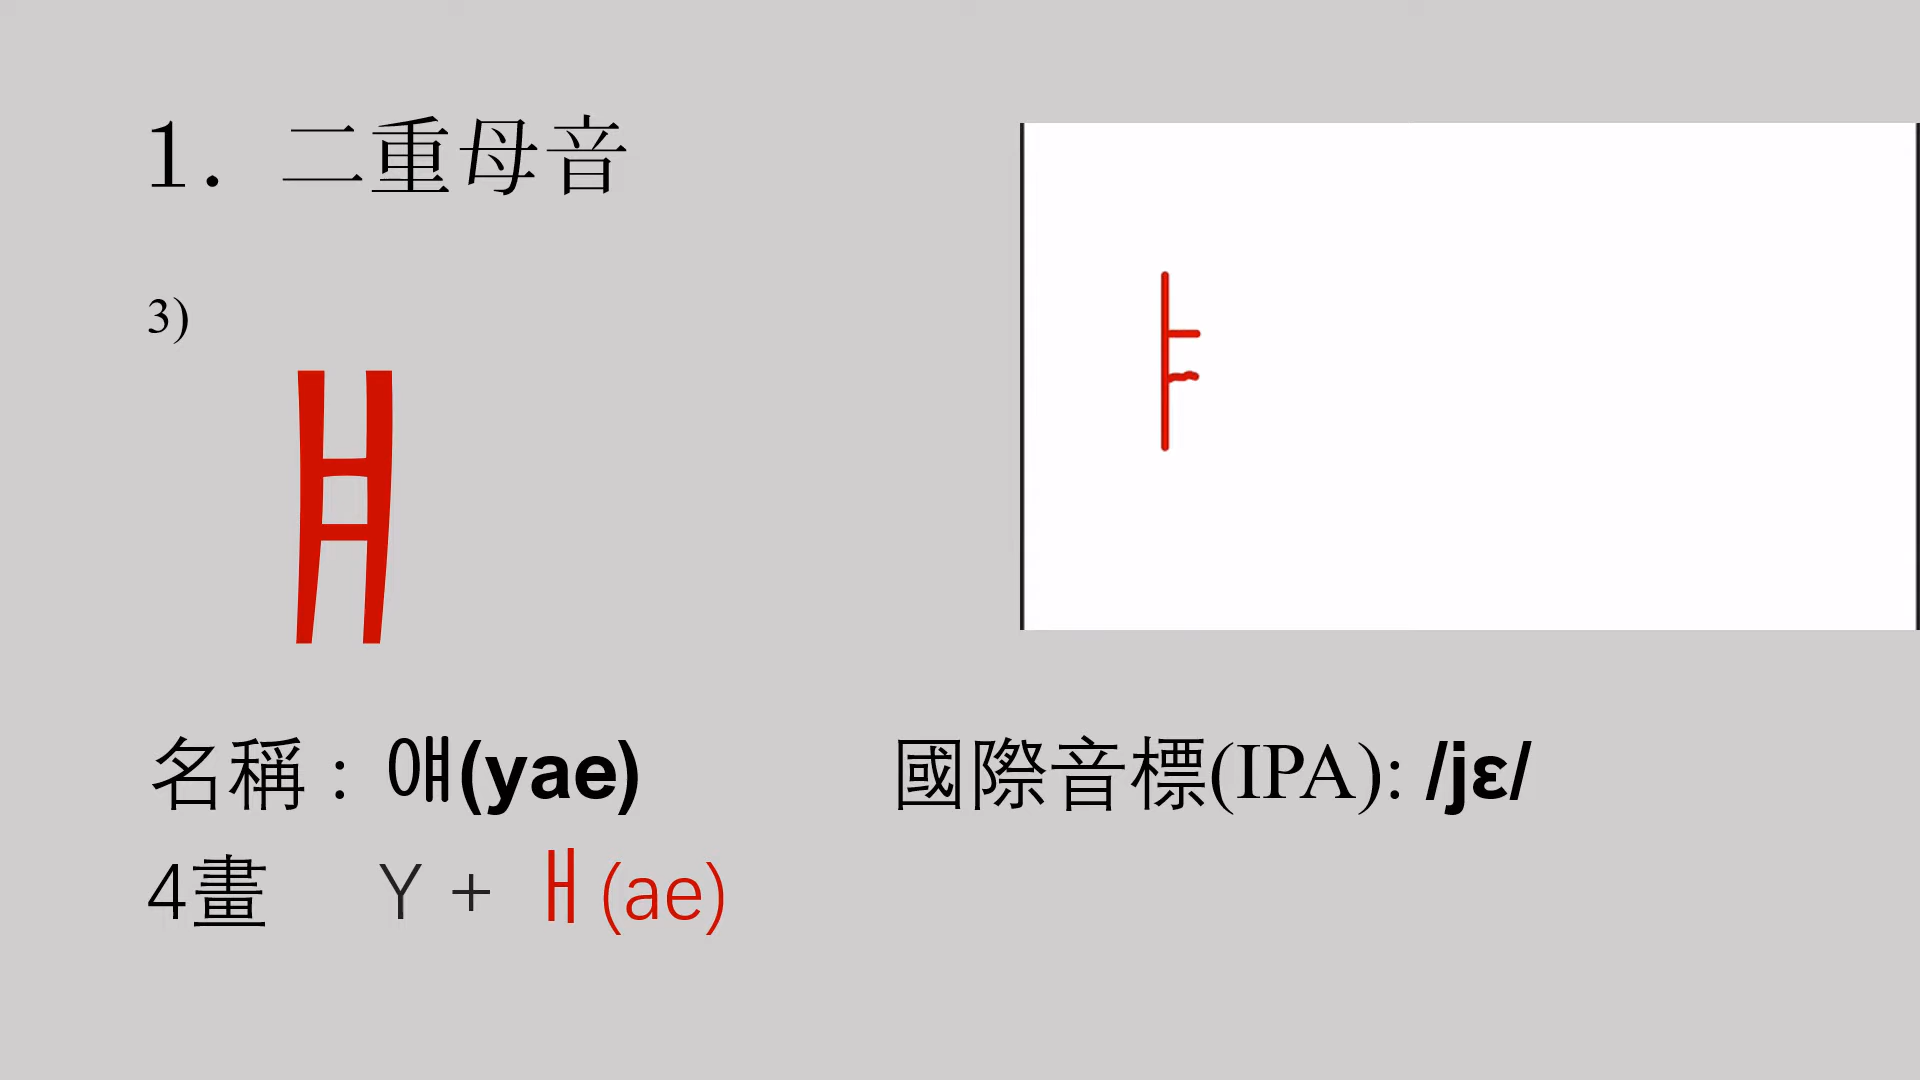 1. 二重母音
3)
ㅒ
ㅑ
名稱 : 얘(yae)
國際音標(IPA): /jɛ/
4畫 Y + ㅐ(ae)